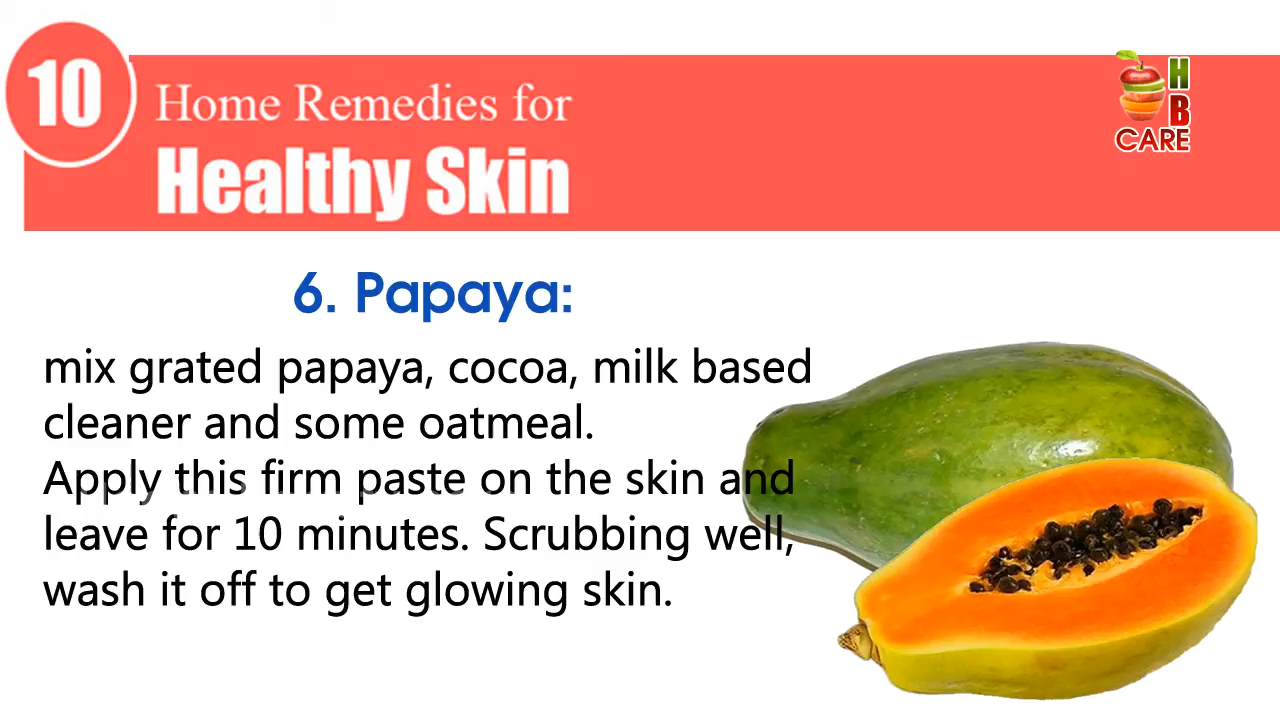 10
Home Remedies for
Healthy Skin
H
B
CARE
6. Papaya:
mix grated papaya, cocoa, milk based
cleaner and some oatmeal.
Apply this firm paste on the skin and
leave for 10 minutes. Scrubbing well,
wash it off to get glowing skin.